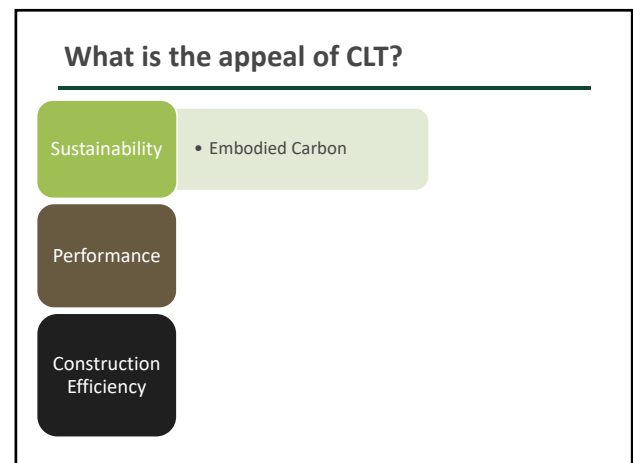 What is the appeal of CLT?
Sustainability
• Embodied Carbon
Performance
Construction
Efficiency